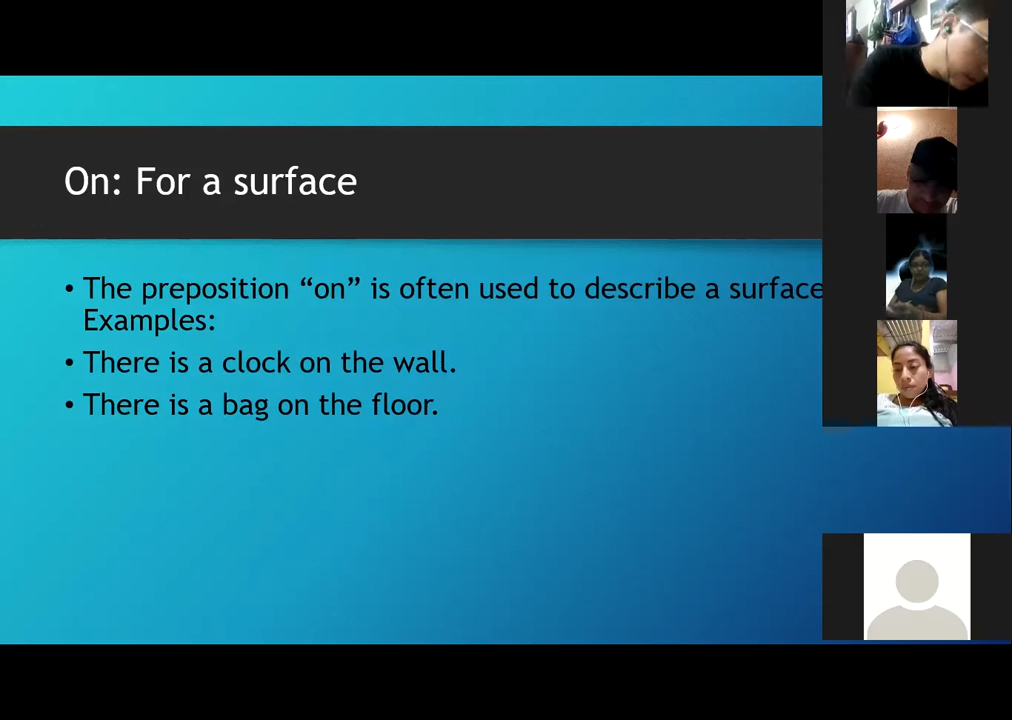 On: For a surface
• The preposition “on” is often used to describe a surface
Examples:
• There is a clock on the wall.
• There is a bag on the floor.